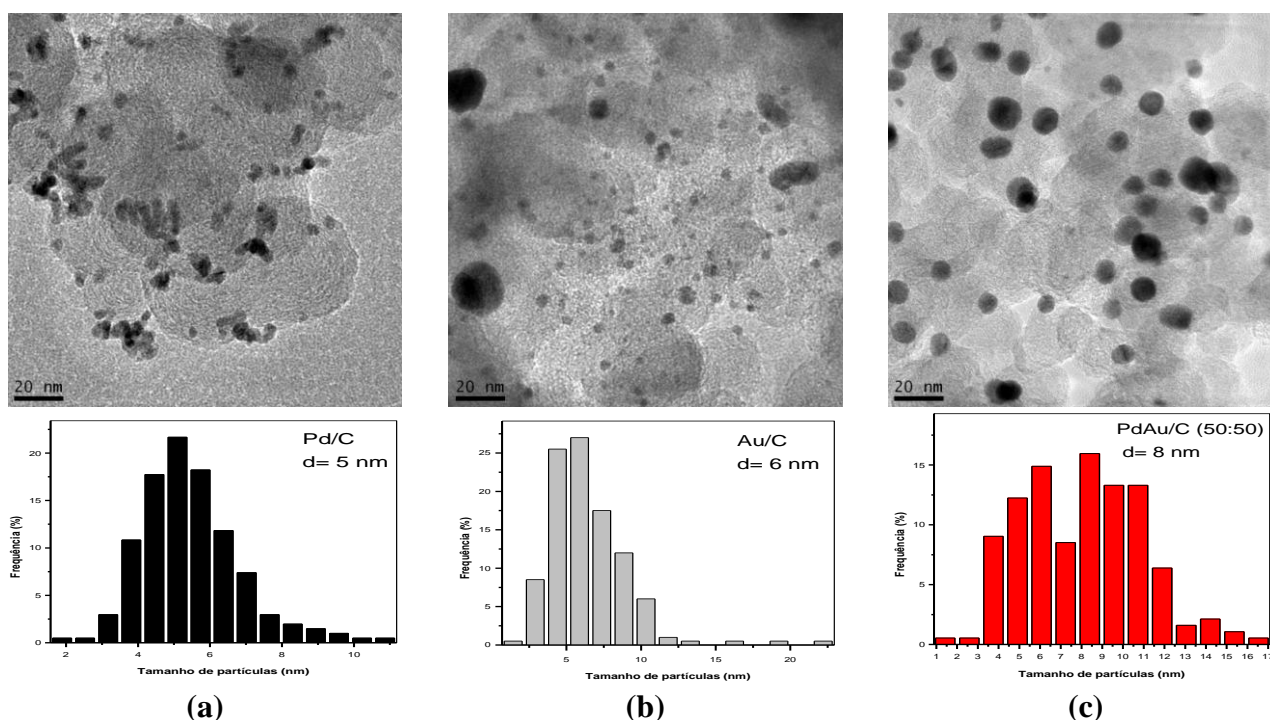 20 nm
20 nm
20 nm
Pd/C
d= 5 nm
Frequência (%)
20
15
10
5
0
2 4 6 8 10
Tamanho de partículas (nm)
Au/C
d= 6 nm
Frequência (%)
25
20
15
10
5
0
5 10 15 20
Tamanho de partículas (nm)
PdAu/C (50:50)
d= 8 nm
Frequência (%)
15
10
5
0
1 2 3 4 5 6 7 8 9 10 11 12 13 14 15 16 17
Tamanho de partículas (nm)
(a) (b) (c)